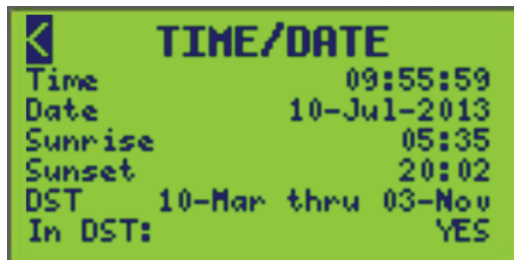 < TIME/DATE
Time 09:55:59
Date 10-Jul-2013
Sunrise 05:35
Sunset 20:02
DST 10-Mar thru 03-Nov
In DST: YES